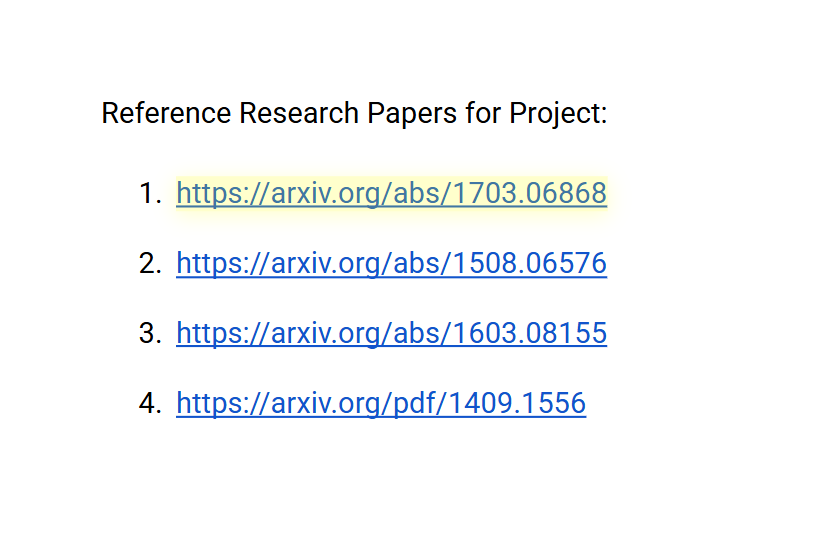 Reference Research Papers for Project:
1. https://arxiv.org/abs/1703.06868
2. https://arxiv.org/abs/1508.06576
3. https://arxiv.org/abs/1603.08155
4. https://arxiv.org/pdf/1409.1556